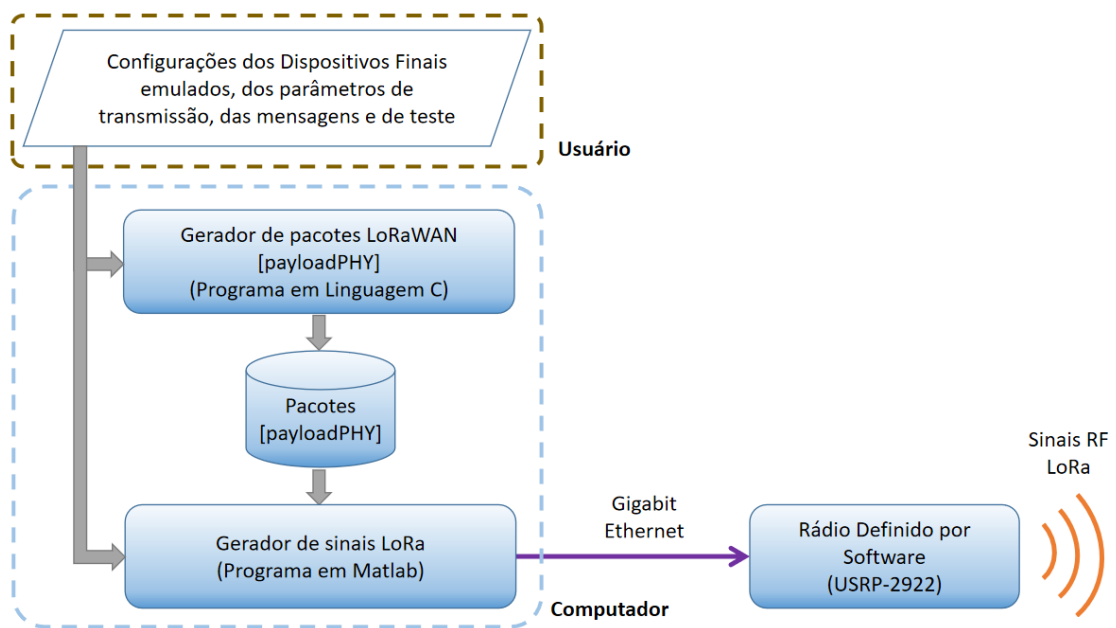 Configurações dos Dispositivos Finais
emulados, dos parâmetros de
transmissão, das mensagens e de teste
Usuário
Gerador de pacotes LoRaWAN
[payloadPHY]
(Programa em Linguagem C)
Pacotes
[payloadPHY]
Gerador de sinais LoRa
(Programa em Matlab)
Computador
Gigabit
Ethernet
Rádio Definido por
Software
(USRP-2922)
Sinais RF
LoRa